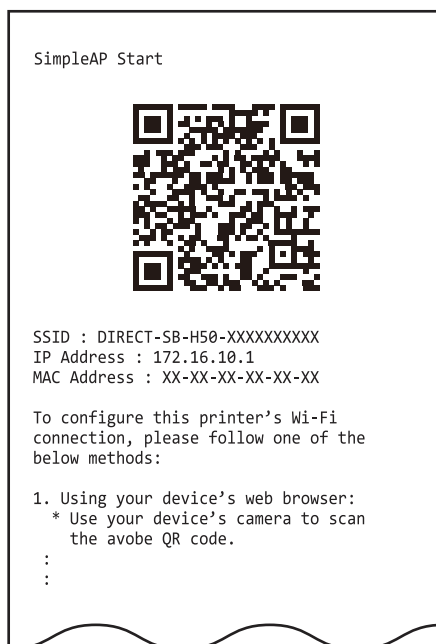 SimpleAP Start
SSID : DIRECT-SB-H50-XXXXXXXXXX
IP Address : 172.16.10.1
MAC Address : XX-XX-XX-XX-XX-XX
To configure this printer's Wi-Fi
connection, please follow one of the
below methods:
1. Using your device's web browser:
* Use your device's camera to scan
the avobe QR code.
:
: